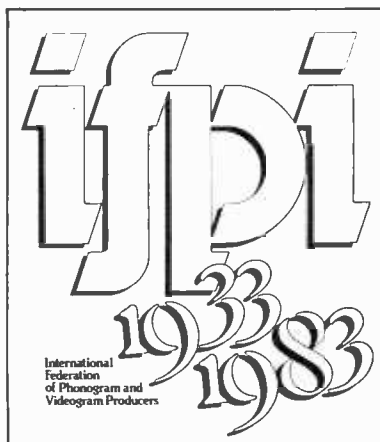 ifpi
1933
1983
International
Federation
of Phonogram and
Videogram Producers